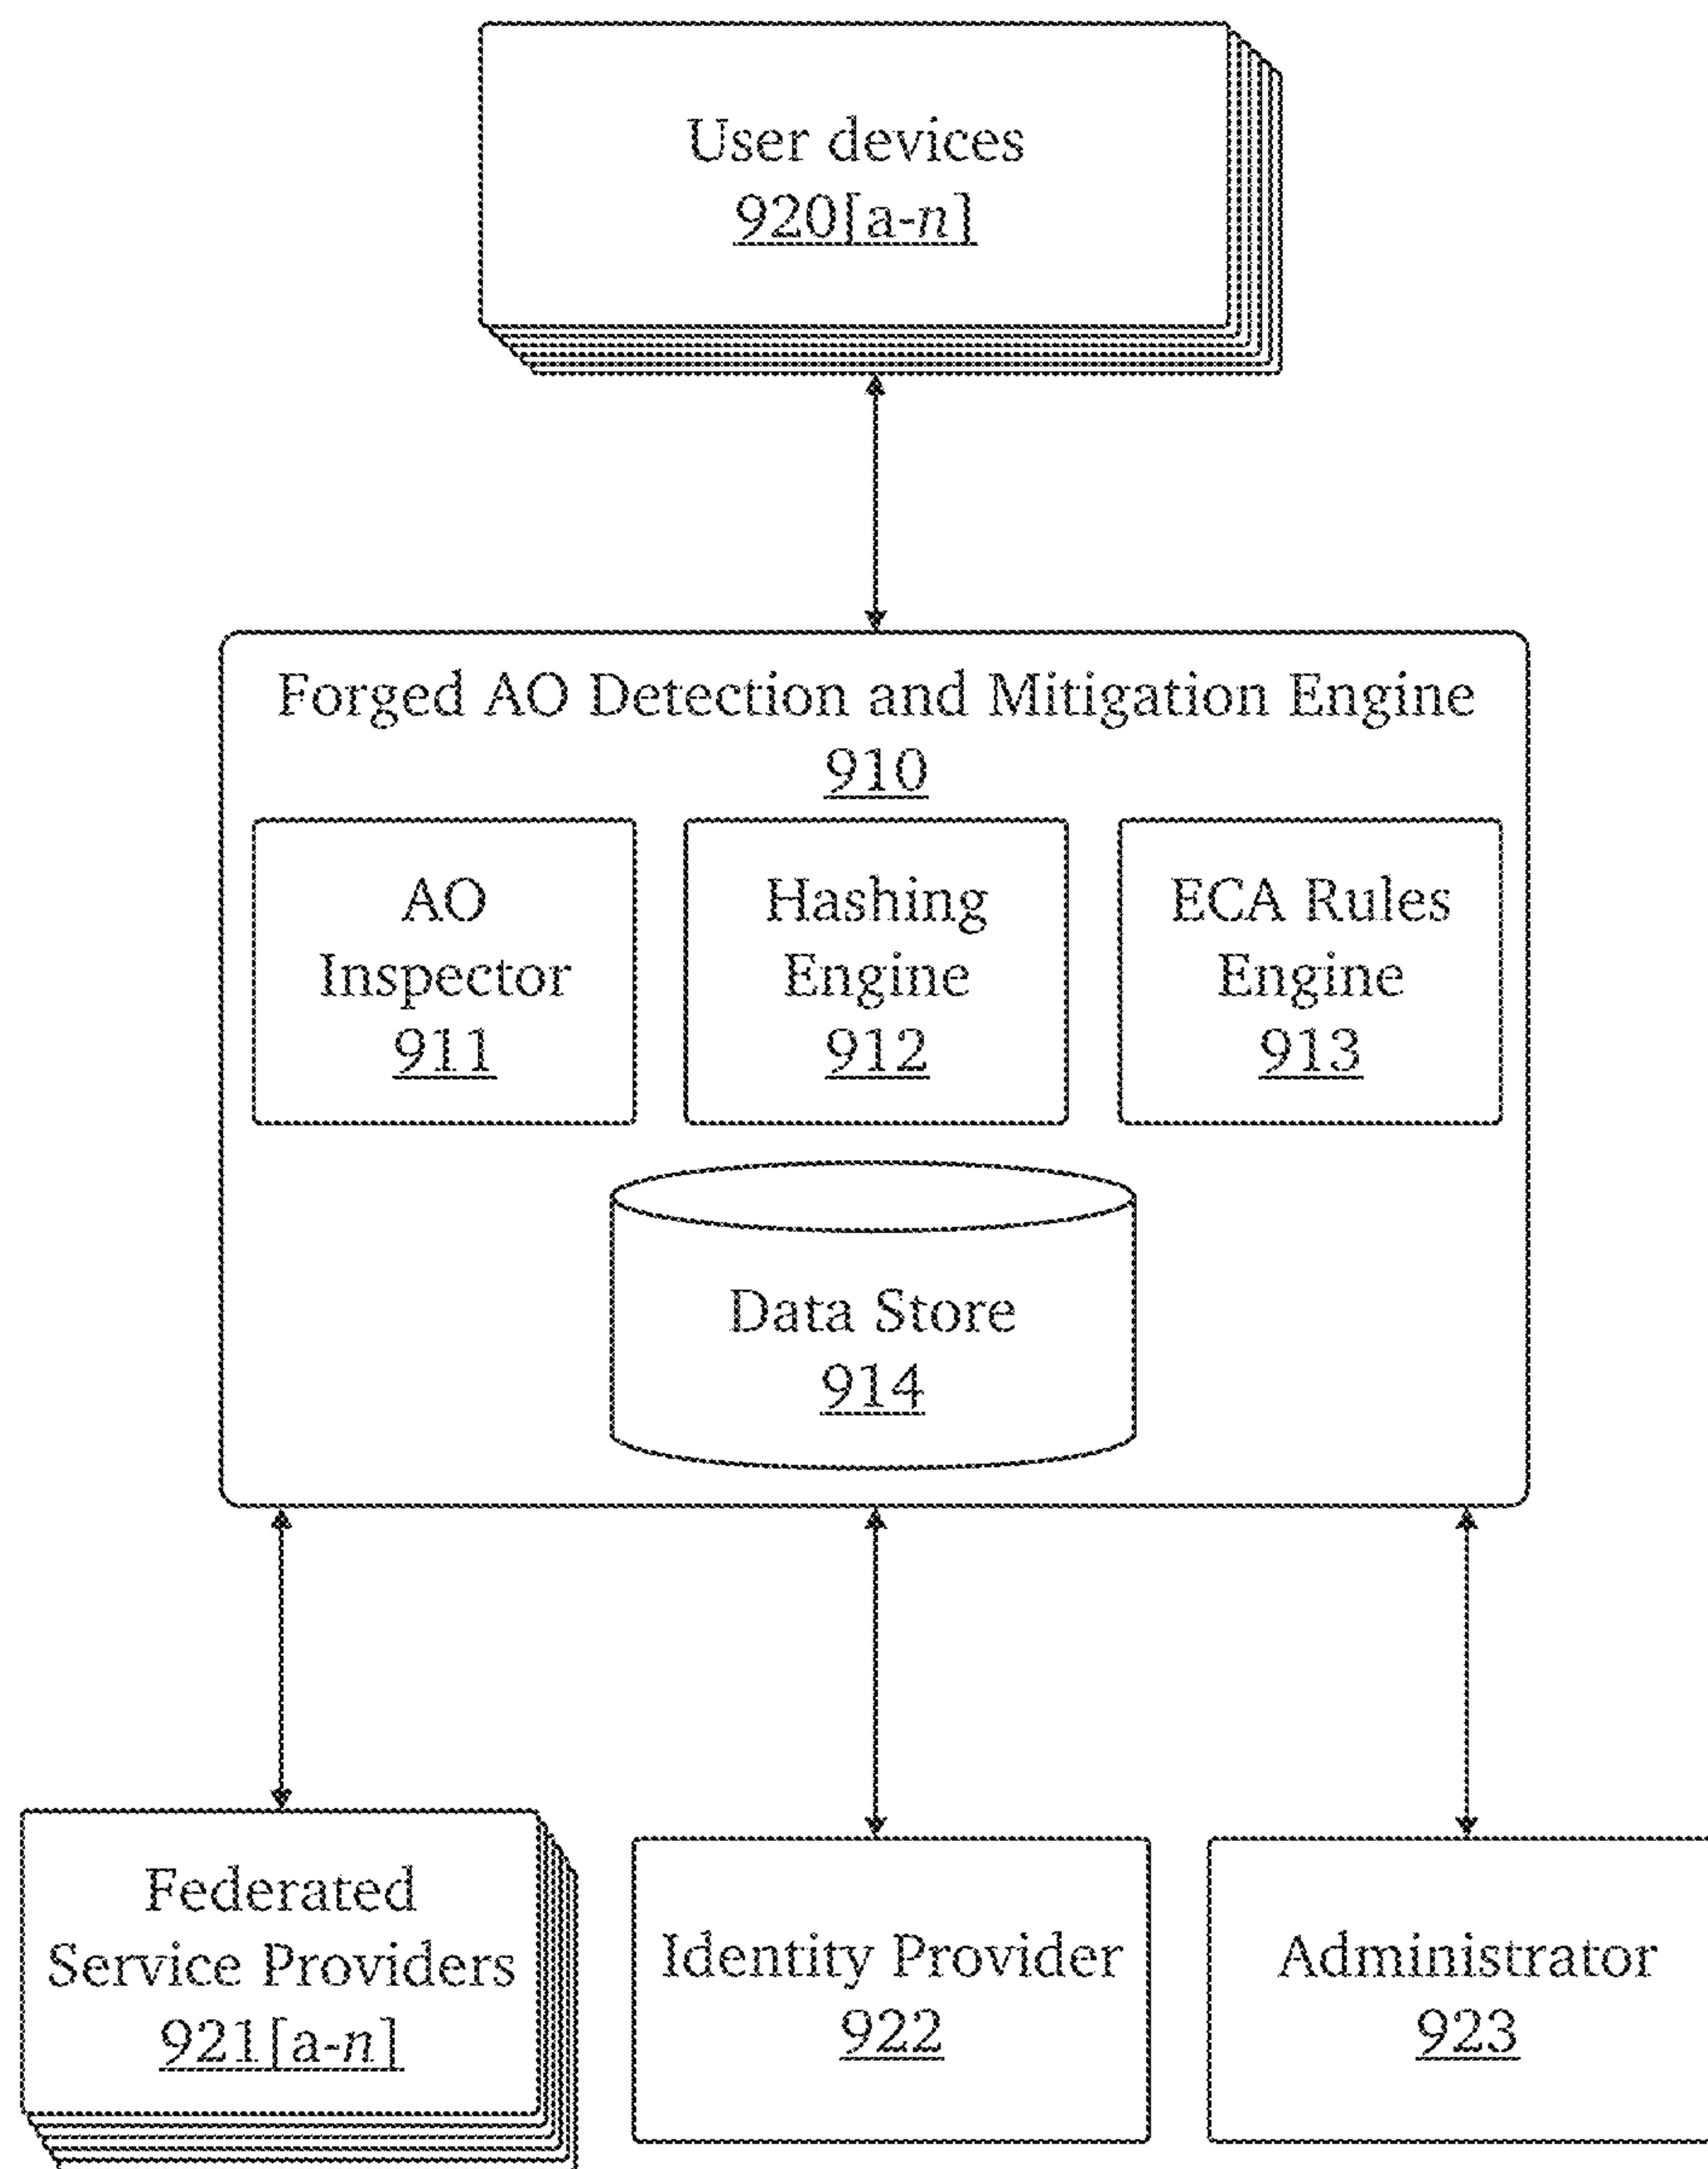 User devices
920[a-n]
Forged AO Detection and Mitigation Engine
910
AO
Inspector
911
Hashing
Engine
912
ECA Rules
Engine
913
Data Store
914
Federated
Service Providers
921[a-n]
Identity Provider
922
Administrator
923